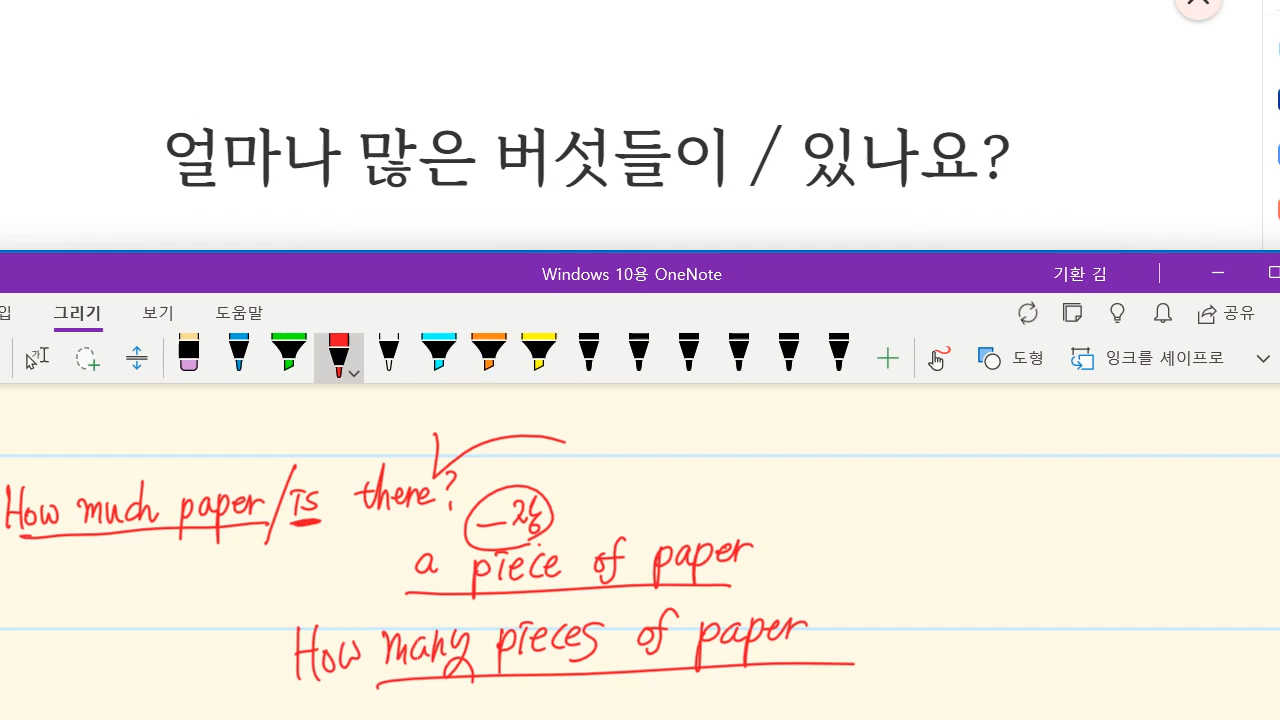 얼마나 많은 버섯들이 / 있나요?
Windows 10용 OneNote
기환 김
입 그리기 보기 도움말
공유
가
도형
잉크를 셰이프로
How much paper / is there?
a piece of paper
How many pieces of paper